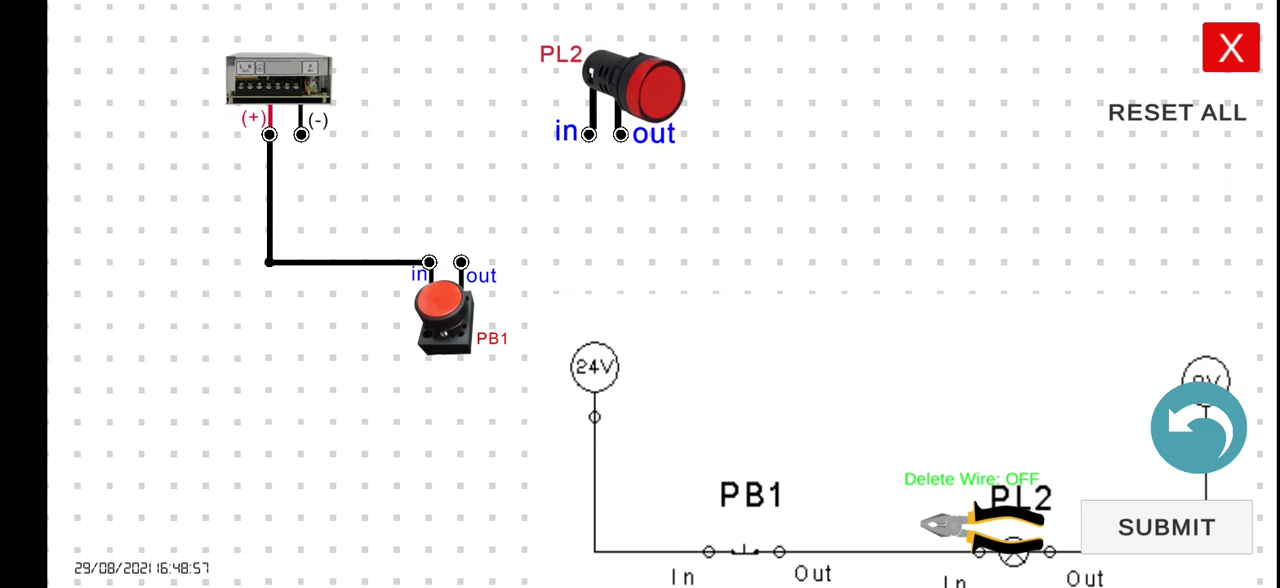 PL2
X
(+)
(-)
in
out
RESET ALL
in
out
PB1
24V
0V
Delete Wire: OFF
PB1
PL2
SUBMIT
In
Out
In
Out
29/08/2021 16:48:57